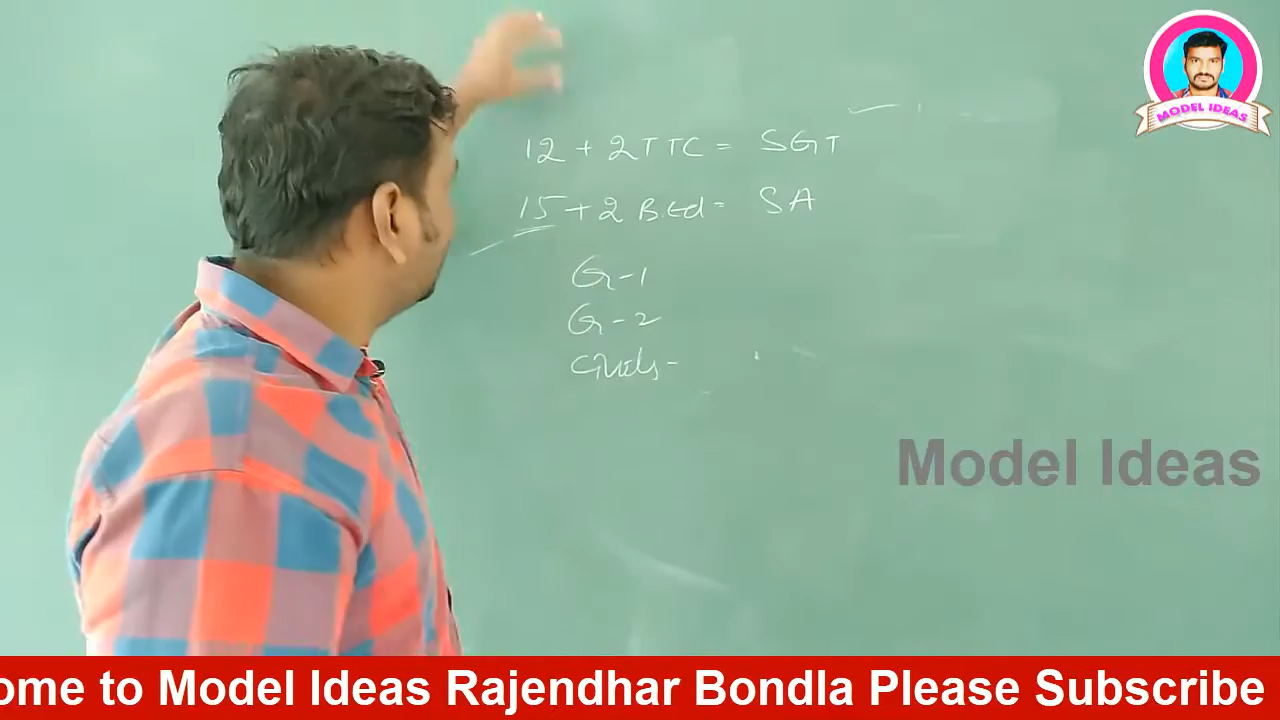 MODEL IDEAS
12 + 2 TTC = SGT
15 + 2 B.Ed = SA
G-1
G-2
Civils -
Model Ideas
ome to Model Ideas Rajendhar Bondla Please Subscribe